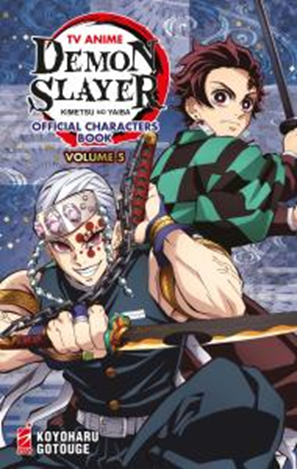 TV ANIME
DEMON
SLAYER
KIMETSU NO YAIBA
OFFICIAL CHARACTERS
BOOK
VOLUME 5
KOYOHARU
GOTOUGE